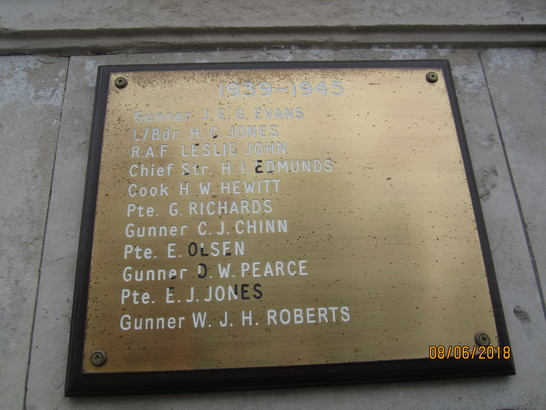 1939-1945
Gunner J. E. G. EVANS
L/Bdr. H. C. JONES
R.A.F. LESLIE JOHN
Chief Str. H. I. EDMUNDS
Cook H. W. HEWITT
Pte. G. RICHARDS
Gunner C. J. CHINN
Pte. E. OLSEN
Gunner D. W. PEARCE
Pte. E. J. JONES
Gunner W. J. H. ROBERTS
08/06/2018